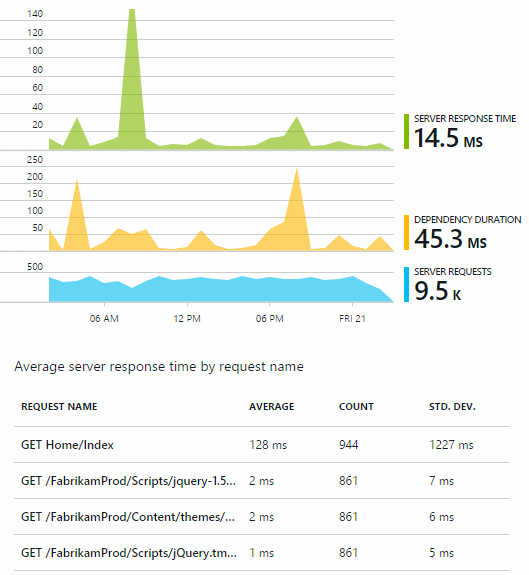 140
120
100
80
60
40
20
SERVER RESPONSE TIME
14.5 MS
250
200
150
100
50
DEPENDENCY DURATION
45.3 MS
500
SERVER REQUESTS
9.5 K
06 AM 12 PM 06 PM FRI 21
Average server response time by request name
REQUEST NAME AVERAGE COUNT STD. DEV.
GET Home/Index 128 ms 944 1227 ms
GET /FabrikamProd/Scripts/jquery-1.5... 2 ms 861 7 ms
GET /FabrikamProd/Content/themes/... 2 ms 861 6 ms
GET /FabrikamProd/Scripts/jQuery.tm... 1 ms 861 5 ms